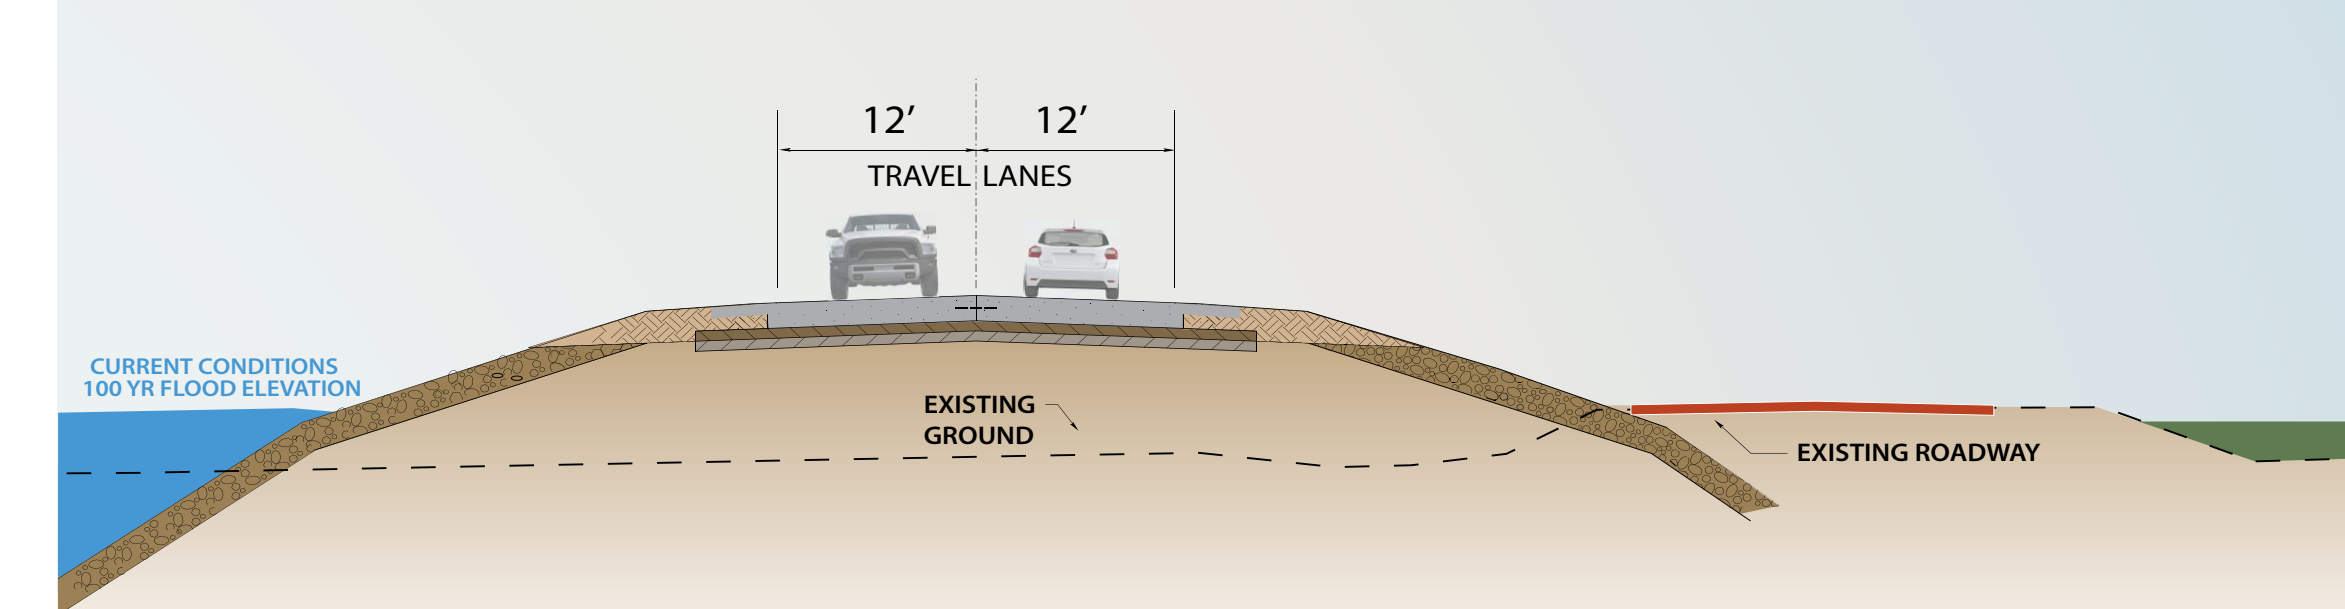 12’ 12’
TRAVEL LANES
CURRENT CONDITIONS
100 YR FLOOD ELEVATION
EXISTING
GROUND
EXISTING ROADWAY